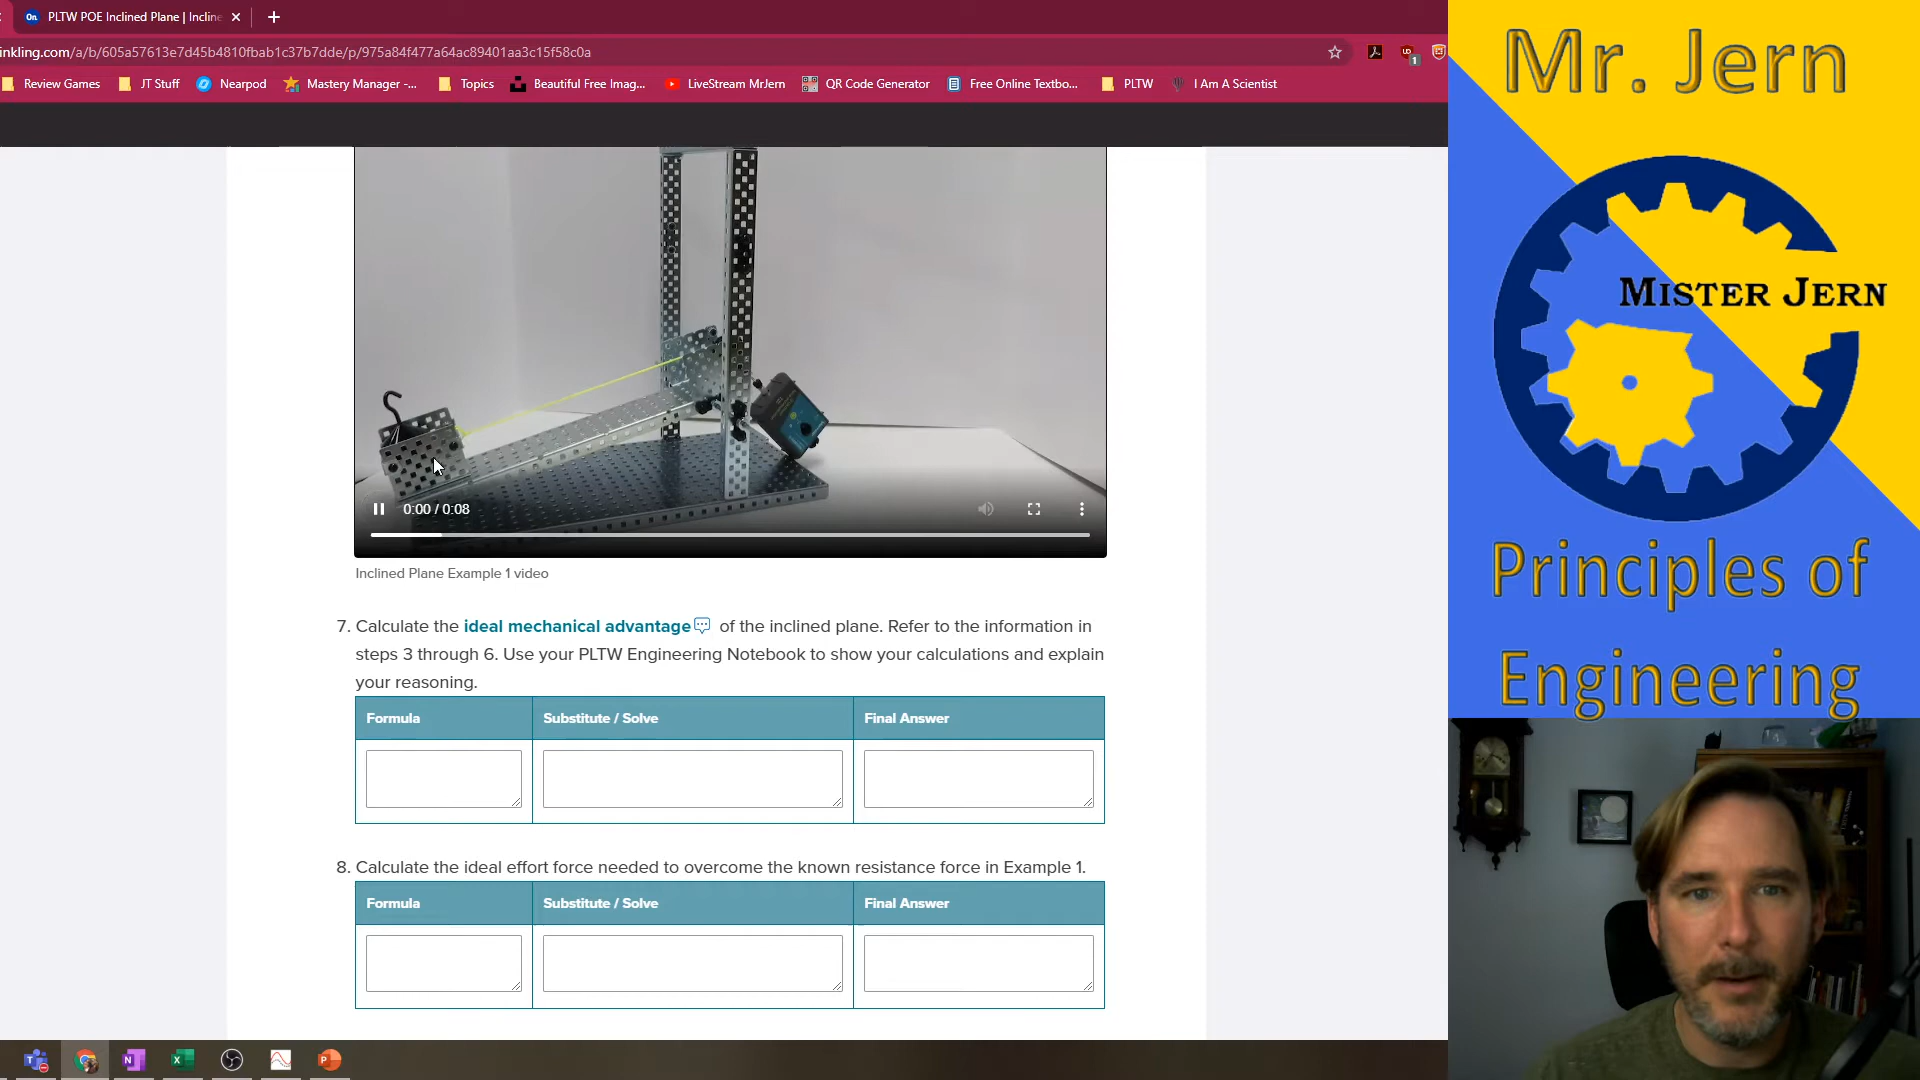 On. PLTW POE Inclined Plane | Incline
inkling.com/a/b/605a57613e7d45b4810fbab1c37b7dde/p/975a84f477a64ac89401aa3c15f58c0a
Review Games JT Stuff Nearpod Mastery Manager -... Topics Beautiful Free Imag... LiveStream MrJern QR Code Generator Free Online Textbo... PLTW I Am A Scientist
0:00 / 0:08
Inclined Plane Example 1 video
7. Calculate the ideal mechanical advantage of the inclined plane. Refer to the information in
steps 3 through 6. Use your PLTW Engineering Notebook to show your calculations and explain
your reasoning.
Formula Substitute / Solve Final Answer
8. Calculate the ideal effort force needed to overcome the known resistance force in Example 1.
Formula Substitute / Solve Final Answer
Mr. Jern
MISTER JERN
Principles of
Engineering